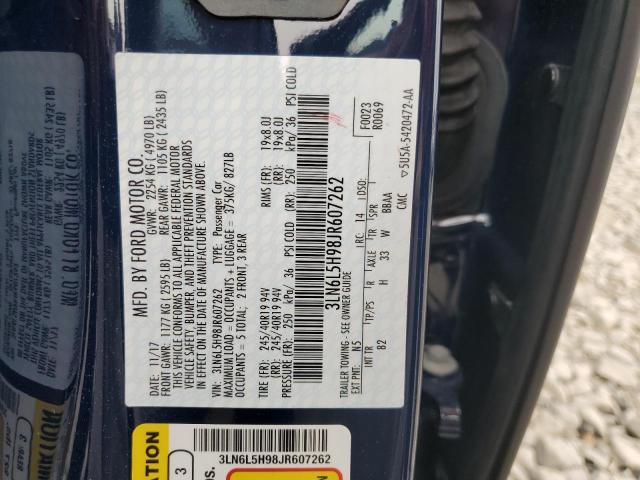 MFD. BY FORD MOTOR CO.
DATE: 11/17 GVWR: 2254 KG (4970 LB)
FRONT GAWR: 1177 KG (2595 LB) REAR GAWR: 1105 KG (2435 LB)
THIS VEHICLE CONFORMS TO ALL APPLICABLE FEDERAL MOTOR
VEHICLE SAFETY, BUMPER, AND THEFT PREVENTION STANDARDS
IN EFFECT ON THE DATE OF MANUFACTURE SHOWN ABOVE.
VIN: 3LN6L5H98JR607262 TYPE: Passenger Car
MAXIMUM LOAD = OCCUPANTS + LUGGAGE = 375KG/ 827LB
OCCUPANTS = 5 TOTAL: 2 FRONT, 3 REAR
TIRE (FR): 245/40R19 94V RIMS (FR): 19x8.0J
(RR): 245/40R19 94V (RR): 19x8.0J
PRESSURE (FR): 250 kPa/ 36 PSI COLD (RR): 250 kPa/ 36 PSI COLD
3LN6L5H98JR607262
TRAILER TOWING - SEE OWNER GUIDE
F0023
R0069
EXT PNT: N5 RC: 14 DSO:
INT TR TP/PS R AXLE TR SPR
B2 H 33 W BBAA
CMC ▽5U5A-5420472-AA
3LN6L5H98JR607262
3